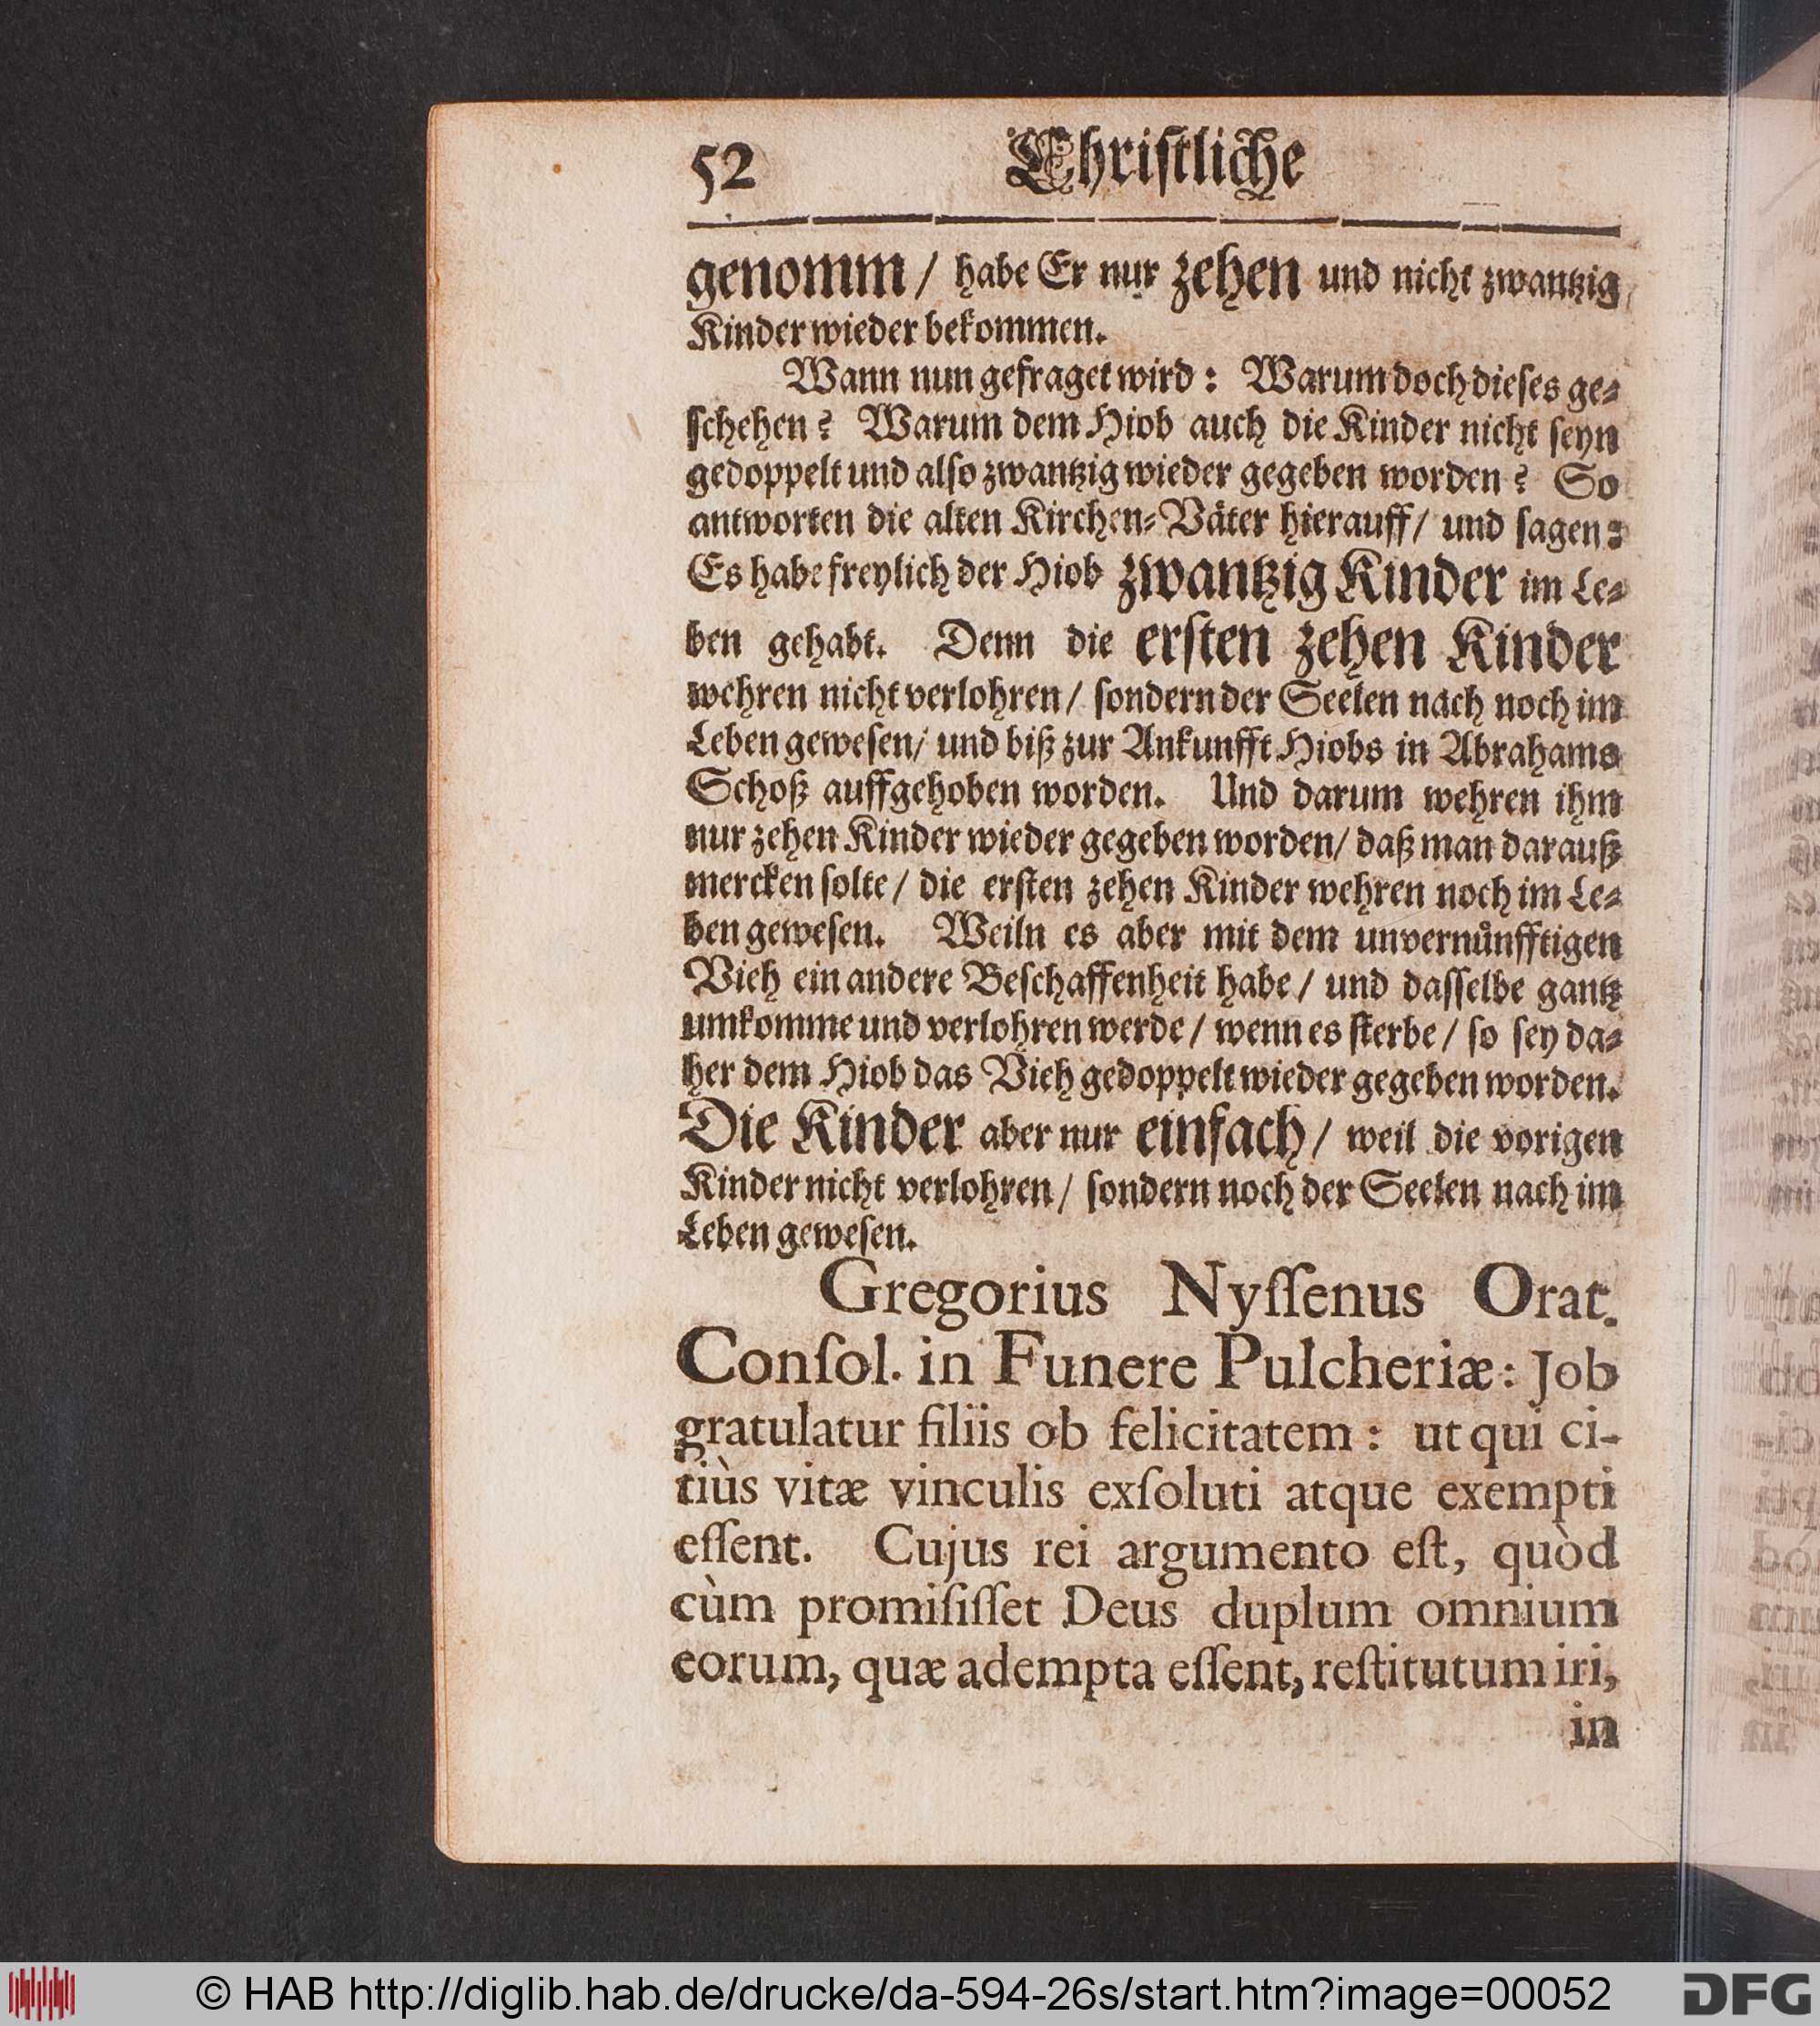 52 Chriſtliche
genomm / habe Er nur zehen und nicht zwantzig
Kinder wieder bekommen.
Wann nun gefraget wird: Warum doch dieſes ge-
ſchehen? Warum dem Hiob auch die Kinder nicht ſeyn
gedoppelt und alſo zwantzig wieder gegeben worden? So
antworten die alten Kirchen-Väter hierauff / und ſagen:
Es habe freylich der Hiob zwantzig Kinder im Le-
ben gehabt. Denn die erſten zehen Kinder
wehren nicht verlohren / ſondern der Seelen nach noch im
Leben geweſen / und biß zur Ankunfft Hiobs in Abrahams
Schoß auffgehoben worden. Und darum wehren ihm
nur zehen Kinder wieder gegeben worden / daß man darauß
mercken ſolte / die erſten zehen Kinder wehren noch im Le-
ben geweſen. Weiln es aber mit dem unvernünfftigen
Vieh ein andere Beſchaffenheit habe / und daſſelbe gantz
umkomme und verlohren werde / wenn es ſterbe / ſo ſey da-
her dem Hiob das Vieh gedoppelt wieder gegeben worden.
Die Kinder aber nur einfach / weil die vorigen
Kinder nicht verlohren / ſondern noch der Seelen nach im
Leben geweſen.
Gregorius Nyſſenus Orat.
Conſol. in Funere Pulcheriæ: Job
gratulatur filiis ob felicitatem: ut qui ci-
tiùs vitæ vinculis exſoluti atque exempti
eſſent. Cujus rei argumento eſt, quòd
cùm promiſiſſet Deus duplum omnium
eorum, quæ adempta eſſent, reſtitutum iri,
in
© HAB http://diglib.hab.de/drucke/da-594-26s/start.htm?image=00052 DFG